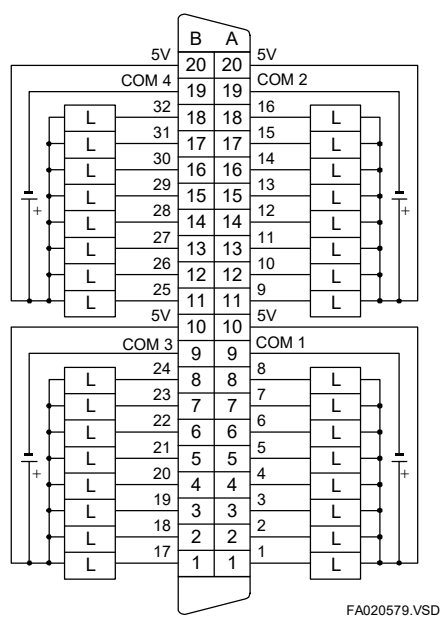 B A
5V 20 20 5V
COM 4 19 19 COM 2
32 L 18 18 16 L
31 L 17 17 15 L
30 L 16 16 14 L
29 L 15 15 13 L
+ +
28 L 14 14 12 L
27 L 13 13 11 L
26 L 12 12 10 L
25 L 11 11 9 L
5V 10 10 5V
COM 3 9 9 COM 1
24 L 8 8 8 L
23 L 7 7 7 L
22 L 6 6 6 L
21 L 5 5 5 L
+ +
20 L 4 4 4 L
19 L 3 3 3 L
18 L 2 2 2 L
17 L 1 1 1 L
FA020579.VSD